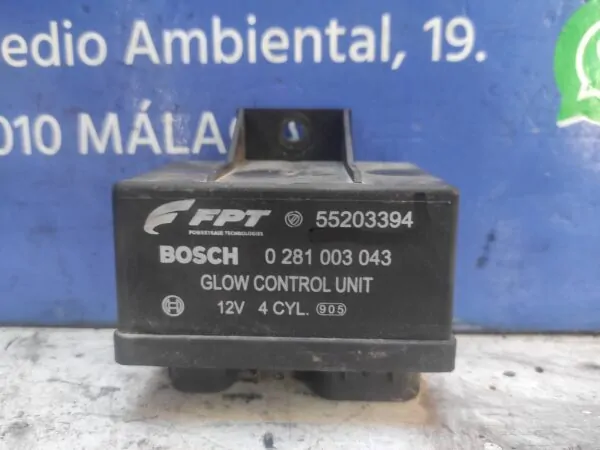 edio Ambiental, 19.
010 MÁLA
FPT 55203394
POWERTRAIN TECHNOLOGIES
BOSCH 0 281 003 043
GLOW CONTROL UNIT
12V 4 CYL. 905